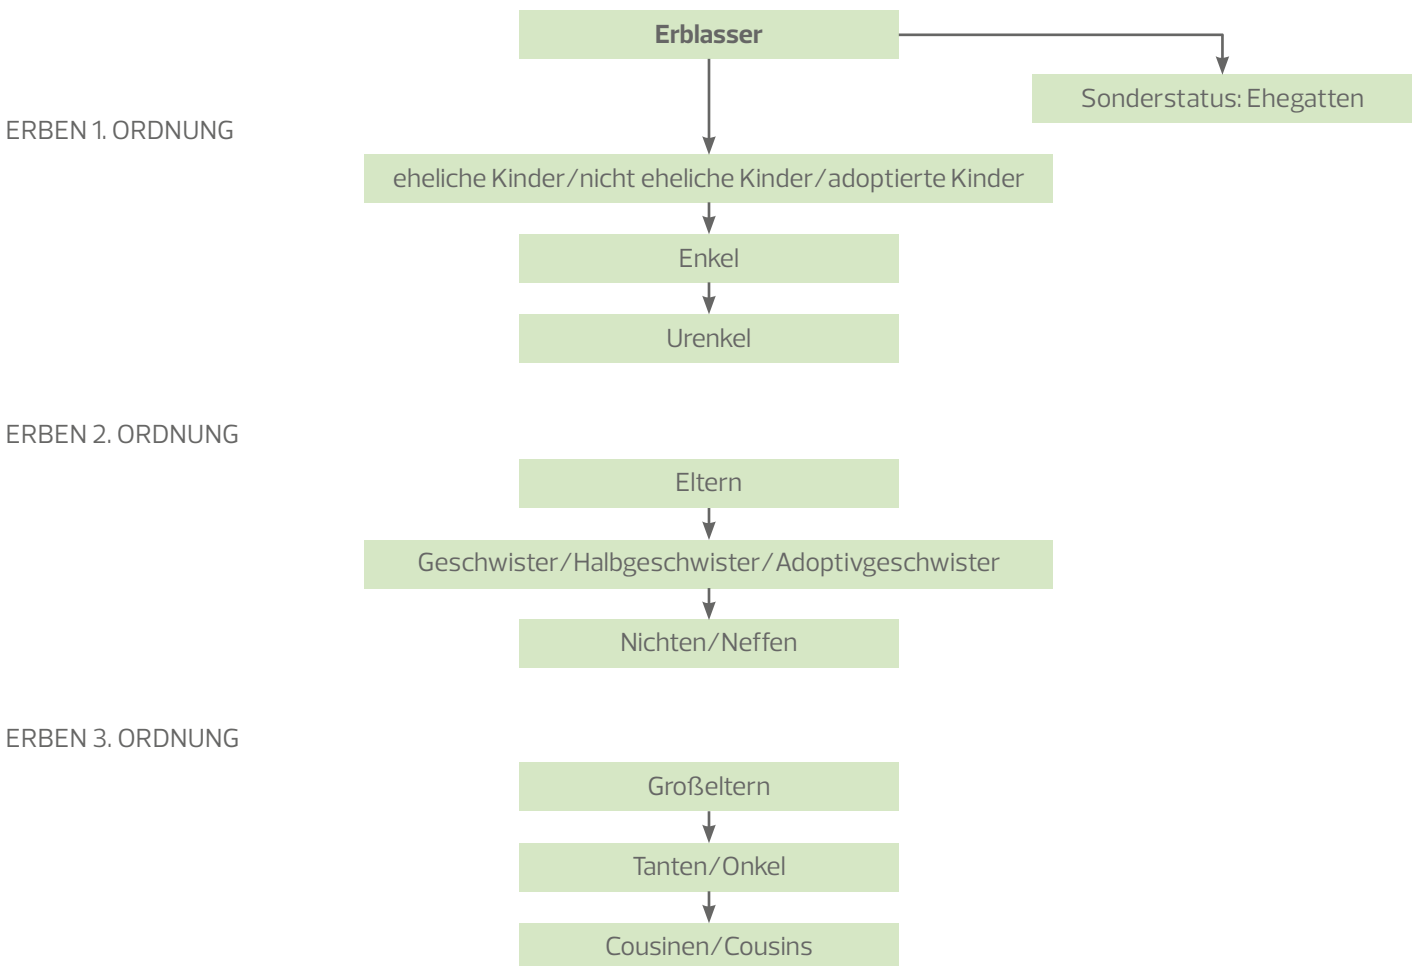 Erblasser
Sonderstatus: Ehegatten
ERBEN 1. ORDNUNG
eheliche Kinder/nicht eheliche Kinder/adoptierte Kinder
Enkel
Urenkel
ERBEN 2. ORDNUNG
Eltern
Geschwister/Halbgeschwister/Adoptivgeschwister
Nichten/Neffen
ERBEN 3. ORDNUNG
Großeltern
Tanten/Onkel
Cousinen/Cousins